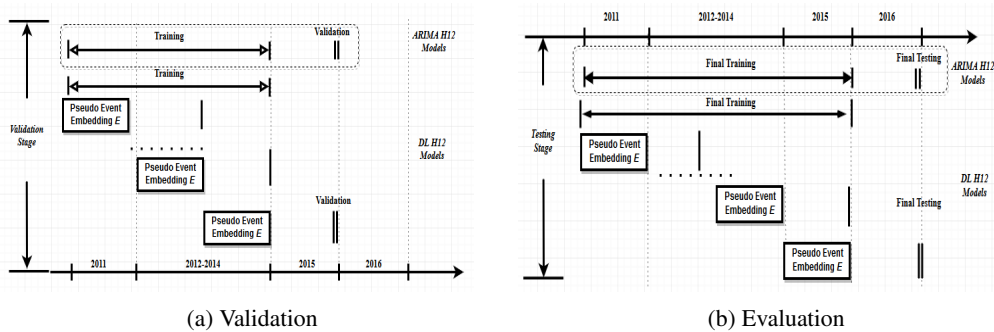 Training
Validation
ARIMA H12
Models
Training
Pseudo Event
Embedding E
Validation
Stage
DL H12
Models
Pseudo Event
Embedding E
Validation
Pseudo Event
Embedding E
2011
2012-2014
2015
2016
(a) Validation
2011
2012-2014
2015
2016
Final Training
Final Testing
ARIMA H12
Models
Final Training
Pseudo Event
Embedding E
Testing
Stage
DL H12
Models
Pseudo Event
Embedding E
Final Testing
Pseudo Event
Embedding E
(b) Evaluation